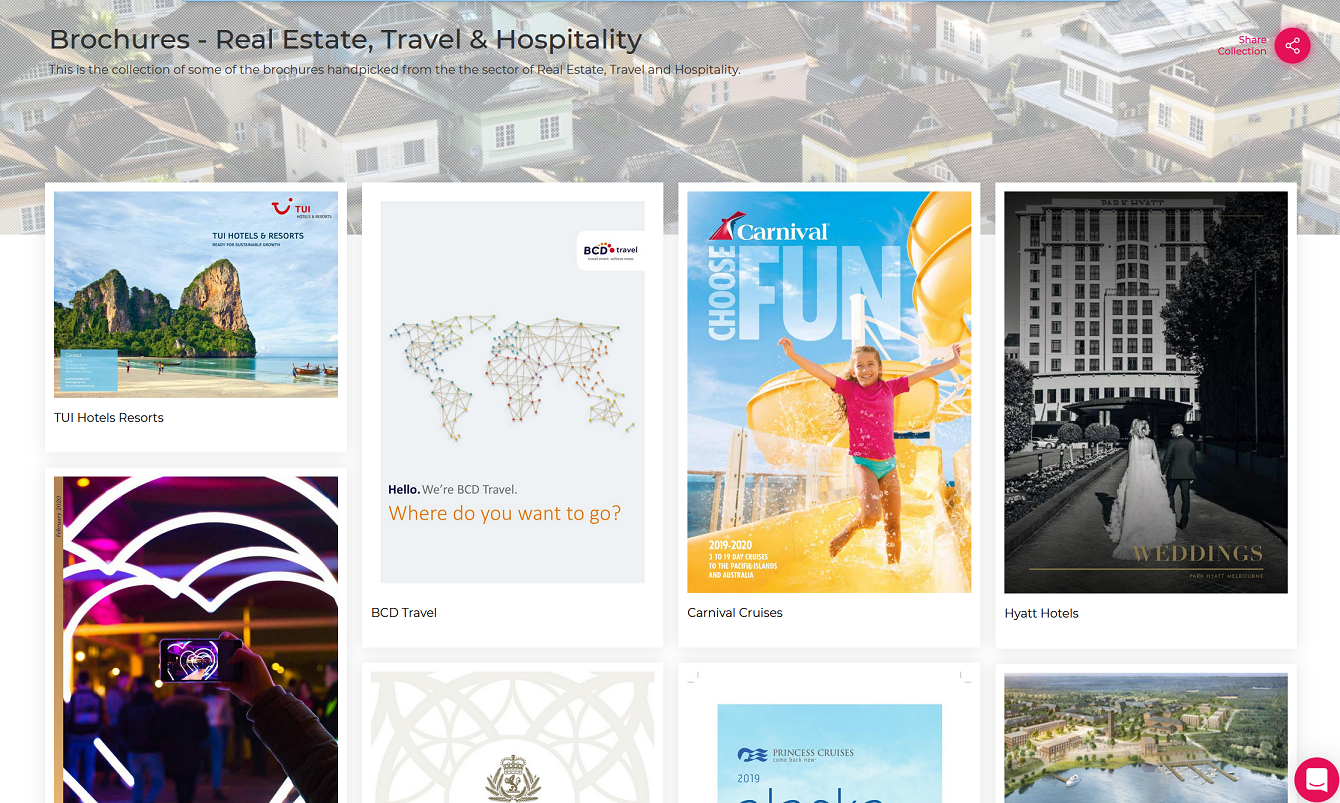 Brochures - Real Estate, Travel & Hospitality
This is the collection of some of the brochures handpicked from the the sector of Real Estate, Travel and Hospitality.
Share
Collection
TUI
HOTELS & RESORTS
TUI HOTELS & RESORTS
READY FOR SUSTAINABLE GROWTH
Contact
TUI Hotels Resorts
BCD travel
travel smart. achieve more.
Hello. We're BCD Travel.
Where do you want to go?
BCD Travel
Carnival
CHOOSE
FUN
2019-2020
3 TO 19 DAY CRUISES
TO THE PACIFIC ISLANDS
AND AUSTRALIA
Carnival Cruises
PARK HYATT
WEDDINGS
PARK HYATT MELBOURNE
Hyatt Hotels
February 2020
PRINCESS CRUISES
come back new
2019
alaska